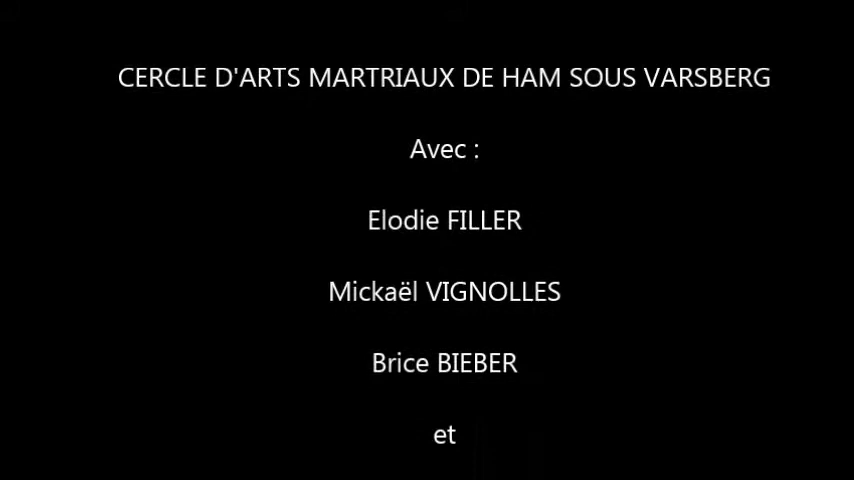 CERCLE D'ARTS MARTRIAUX DE HAM SOUS VARSBERG
Avec :
Elodie FILLER
Mickaël VIGNOLLES
Brice BIEBER
et